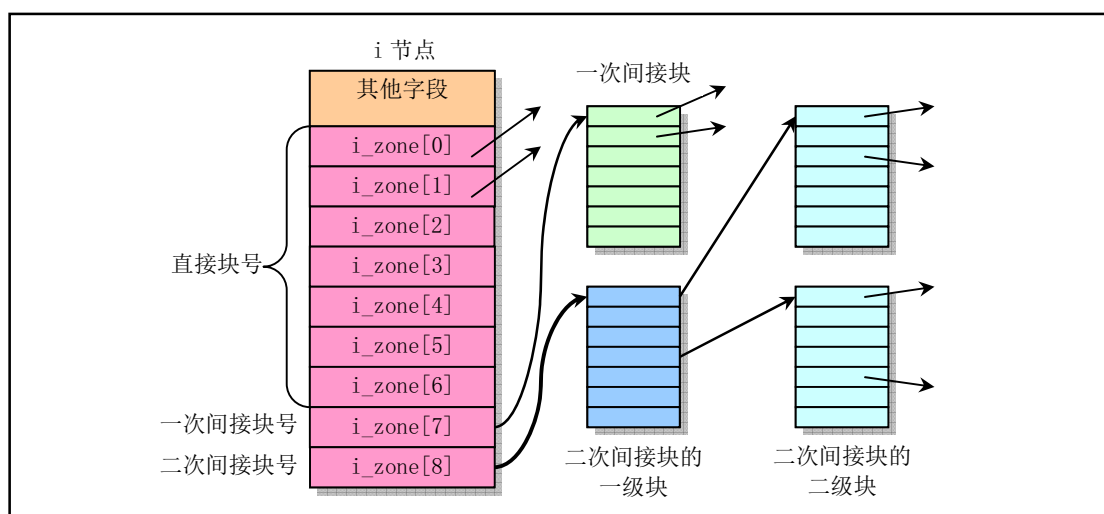 i 节点
其他字段
i_zone[0]
i_zone[1]
i_zone[2]
i_zone[3]
i_zone[4]
i_zone[5]
i_zone[6]
i_zone[7]
i_zone[8]
直接块号
一次间接块号
二次间接块号
一次间接块
二次间接块的
一级块
二次间接块的
二级块